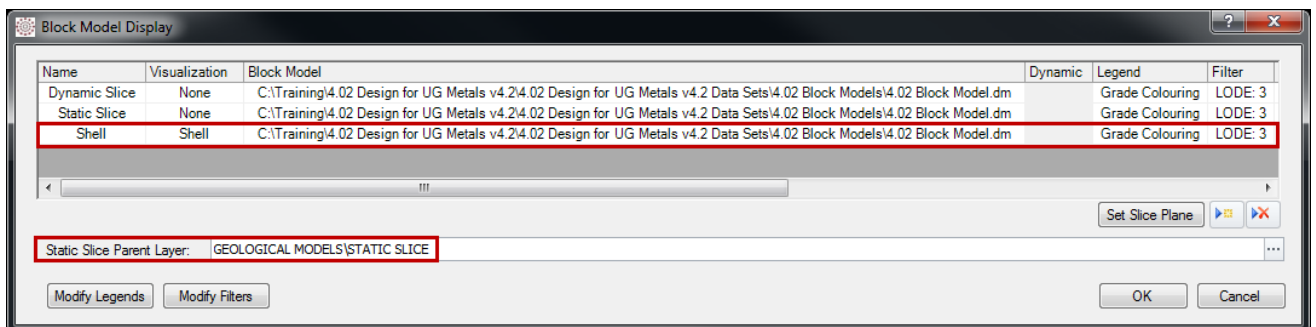 Block Model Display
?
X
Name Visualization Block Model Dynamic Legend Filter
Dynamic Slice None C:\Training\4.02 Design for UG Metals v4.2\4.02 Design for UG Metals v4.2 Data Sets\4.02 Block Models\4.02 Block Model.dm Grade Colouring LODE: 3
Static Slice None C:\Training\4.02 Design for UG Metals v4.2\4.02 Design for UG Metals v4.2 Data Sets\4.02 Block Models\4.02 Block Model.dm Grade Colouring LODE: 3
Shell Shell C:\Training\4.02 Design for UG Metals v4.2\4.02 Design for UG Metals v4.2 Data Sets\4.02 Block Models\4.02 Block Model.dm Grade Colouring LODE: 3
Set Slice Plane
Static Slice Parent Layer: GEOLOGICAL MODELS\STATIC SLICE ...
Modify Legends Modify Filters OK Cancel